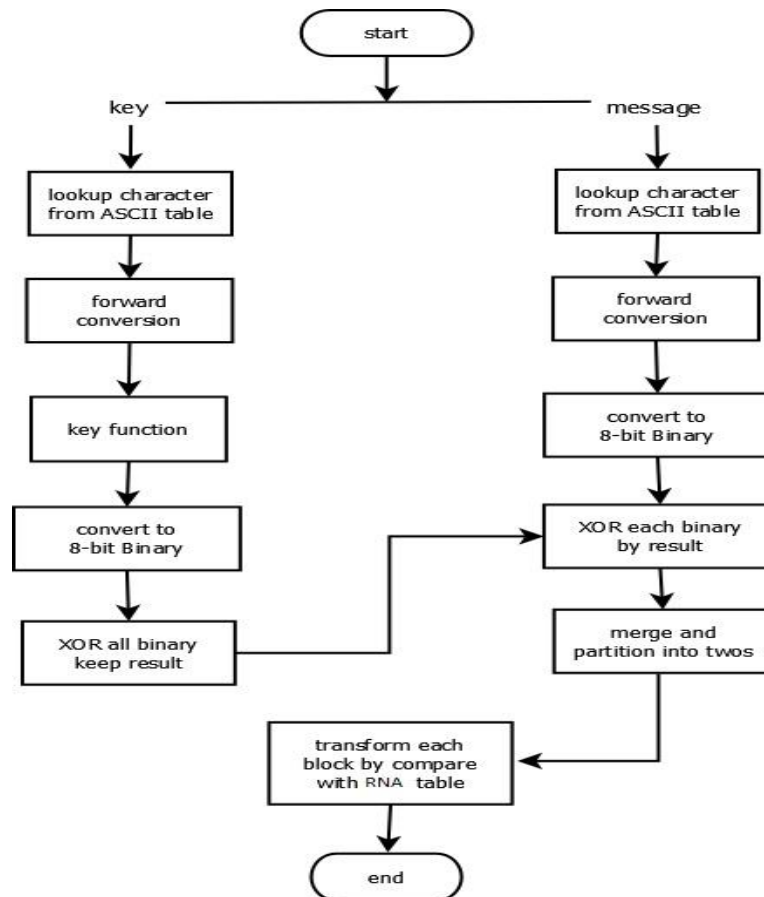 start
key
message
lookup character
from ASCII table
forward
conversion
key function
convert to
8-bit Binary
XOR all binary
keep result
lookup character
from ASCII table
forward
conversion
convert to
8-bit Binary
XOR each binary
by result
merge and
partition into twos
transform each
block by compare
with RNA table
end